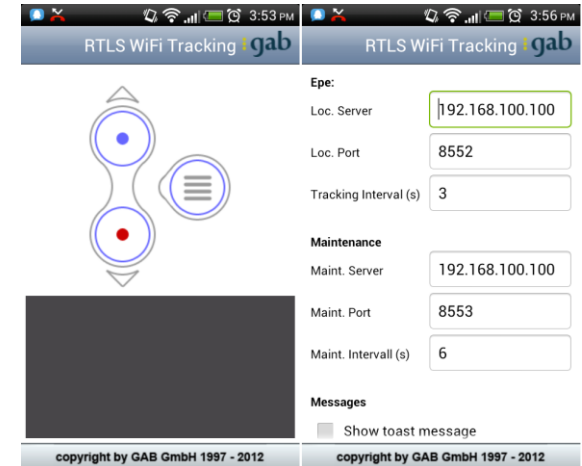 3:53 PM
RTLS WiFi Tracking gab
copyright by GAB GmbH 1997 - 2012
3:56 PM
RTLS WiFi Tracking gab
Epe:
Loc. Server 192.168.100.100
Loc. Port 8552
Tracking Interval (s) 3
Maintenance
Maint. Server 192.168.100.100
Maint. Port 8553
Maint. Intervall (s) 6
Messages
Show toast message
copyright by GAB GmbH 1997 - 2012